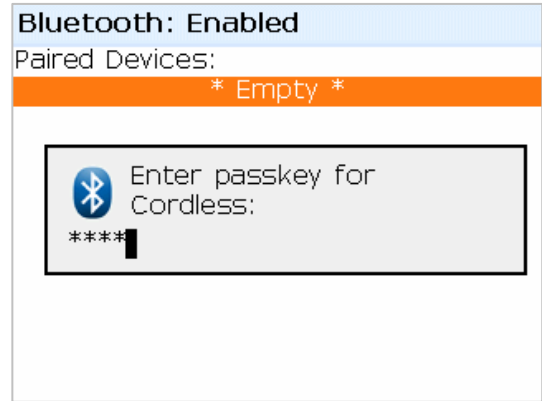 Bluetooth: Enabled
Paired Devices:
* Empty *
Enter passkey for
Cordless:
****